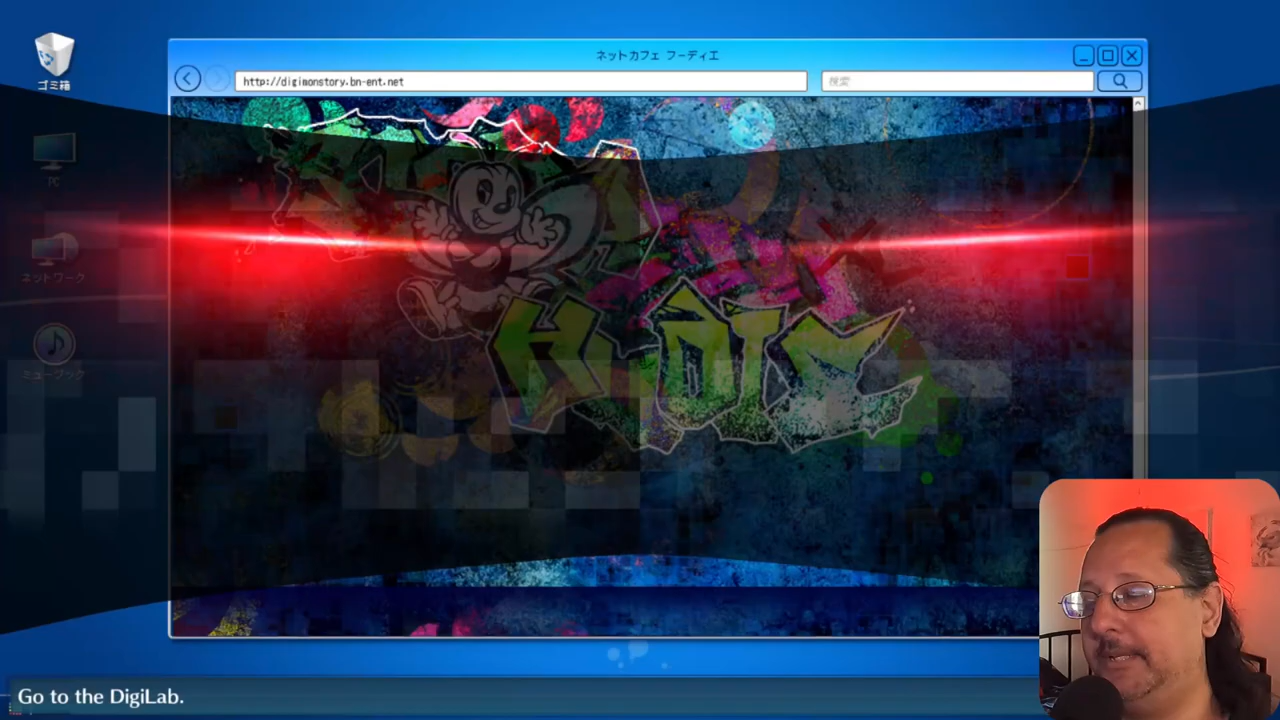 ゴミ箱
ネットカフェ フーディエ
http://digimonstory.bn-ent.net
検索
PC
ネットワーク
ミュージック
Go to the DigiLab.